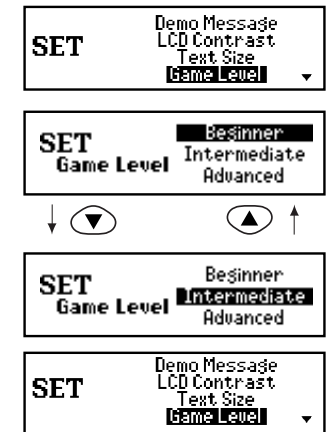 Demo Message
LCD Contrast
SET
Text Size
Game Level
Beginner
SET
Intermediate
Game Level
Advanced
Beginner
SET
Intermediate
Game Level
Advanced
Demo Message
LCD Contrast
SET
Text Size
Game Level